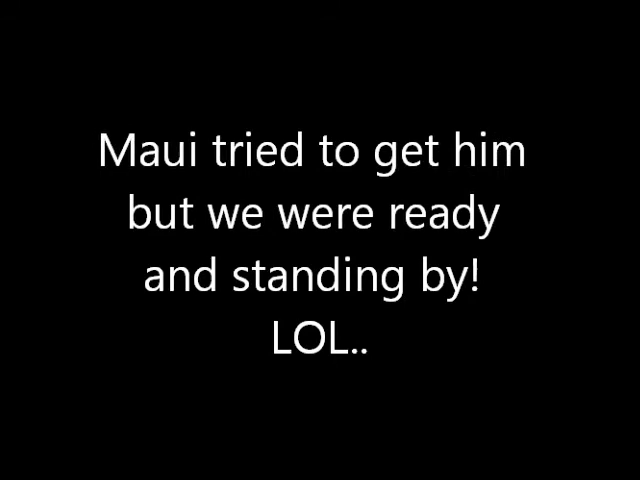 Maui tried to get him
but we were ready
and standing by!
LOL..